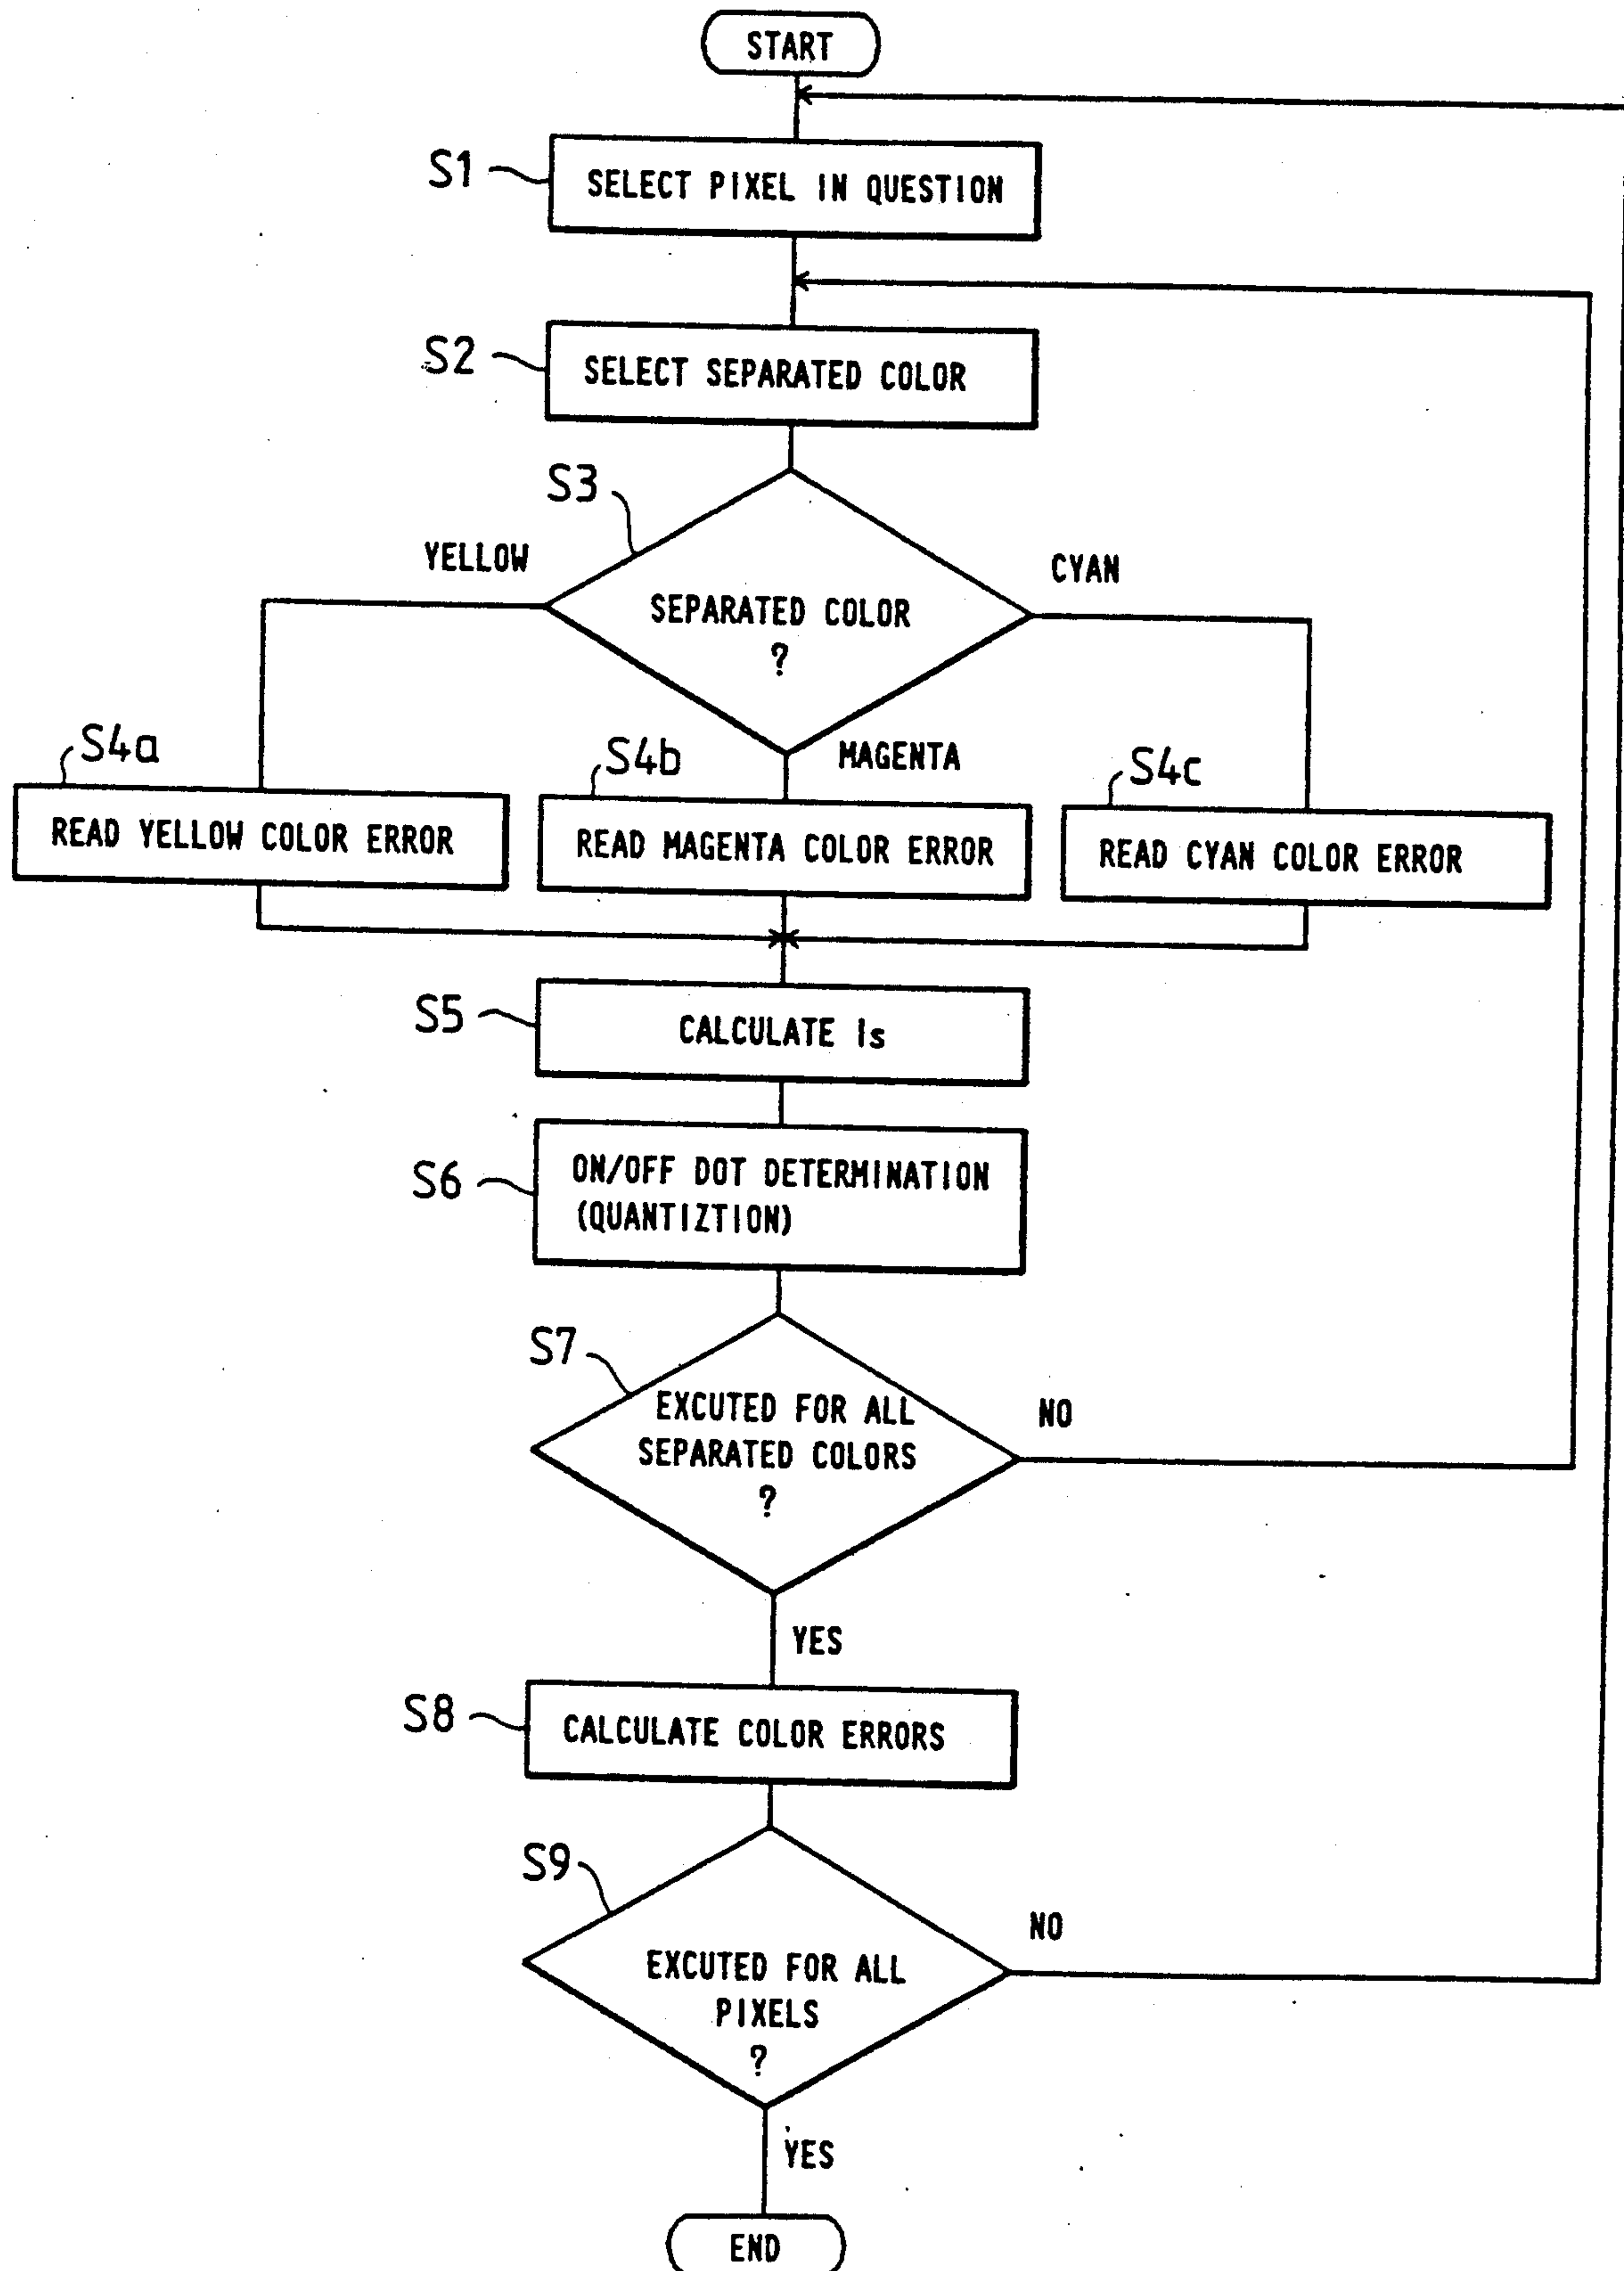 START
S1
SELECT PIXEL IN QUESTION
S2
SELECT SEPARATED COLOR
S3
YELLOW
CYAN
SEPARATED COLOR
?
MAGENTA
S4a
S4b
S4c
READ YELLOW COLOR ERROR
READ MAGENTA COLOR ERROR
READ CYAN COLOR ERROR
S5
CALCULATE Is
S6
ON/OFF DOT DETERMINATION
(QUANTIZTION)
S7
EXCUTED FOR ALL
SEPARATED COLORS
?
NO
YES
S8
CALCULATE COLOR ERRORS
S9
NO
EXCUTED FOR ALL
PIXELS
?
YES
END